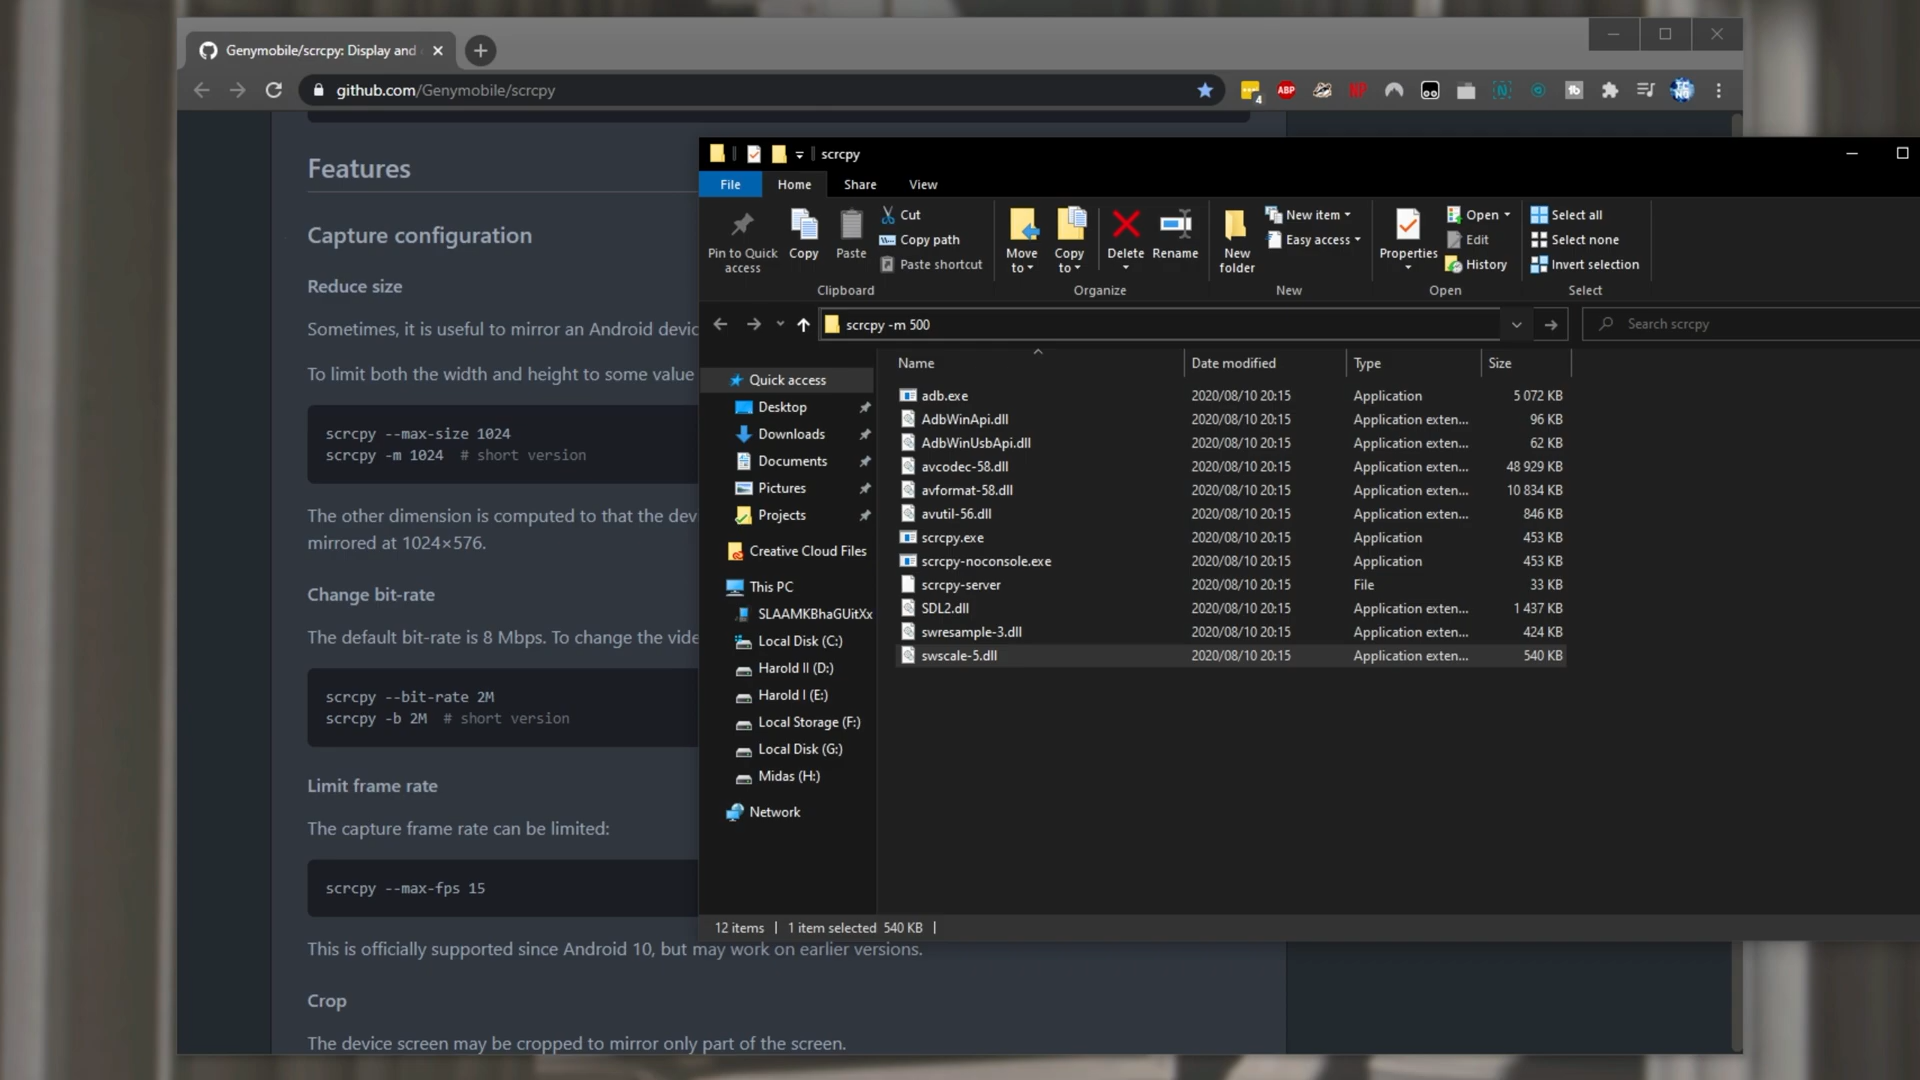 Genymobile/scrcpy: Display and
github.com/Genymobile/scrcpy
4
ABP
Features
Capture configuration
Reduce size
Sometimes, it is useful to mirror an Android devic
To limit both the width and height to some value
scrcpy --max-size 1024
scrcpy -m 1024 # short version
The other dimension is computed to that the dev
mirrored at 1024×576.
Change bit-rate
The default bit-rate is 8 Mbps. To change the vide
scrcpy --bit-rate 2M
scrcpy -b 2M # short version
Limit frame rate
The capture frame rate can be limited:
scrcpy --max-fps 15
This is officially supported since Android 10, but may work on earlier versions.
Crop
The device screen may be cropped to mirror only part of the screen.
scrcpy
File Home Share View
Pin to Quick access
Copy
Paste
Cut
Copy path
Paste shortcut
Clipboard
Move to
Copy to
Delete
Rename
Organize
New folder
New item
Easy access
New
Properties
Open
Edit
History
Open
Select all
Select none
Invert selection
Select
scrcpy -m 500
Search scrcpy
Quick access
Desktop
Downloads
Documents
Pictures
Projects
Creative Cloud Files
This PC
SLAAMKBhaGUitXx
Local Disk (C:)
Harold II (D:)
Harold I (E:)
Local Storage (F:)
Local Disk (G:)
Midas (H:)
Network
Name Date modified Type Size
adb.exe 2020/08/10 20:15 Application 5 072 KB
AdbWinApi.dll 2020/08/10 20:15 Application exten... 96 KB
AdbWinUsbApi.dll 2020/08/10 20:15 Application exten... 62 KB
avcodec-58.dll 2020/08/10 20:15 Application exten... 48 929 KB
avformat-58.dll 2020/08/10 20:15 Application exten... 10 834 KB
avutil-56.dll 2020/08/10 20:15 Application exten... 846 KB
scrcpy.exe 2020/08/10 20:15 Application 453 KB
scrcpy-noconsole.exe 2020/08/10 20:15 Application 453 KB
scrcpy-server 2020/08/10 20:15 File 33 KB
SDL2.dll 2020/08/10 20:15 Application exten... 1 437 KB
swresample-3.dll 2020/08/10 20:15 Application exten... 424 KB
swscale-5.dll 2020/08/10 20:15 Application exten... 540 KB
12 items 1 item selected 540 KB